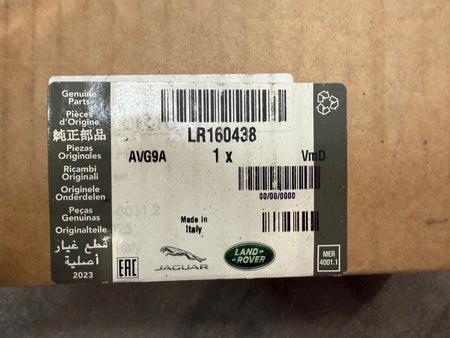 Genuine
Parts
Pièces
d'Origine
純正部品
Piezas
Originales
Ricambi
Originali
Originele
Onderdelen
Peças
Genuinas
Originalteile
قطع غيار
أصلية
2023
LR160438
AVG9A
1 x
VmD
00/00/0000
Made in
Italy
EAC
JAGUAR
LAND-
-ROVER
MER
4001.1